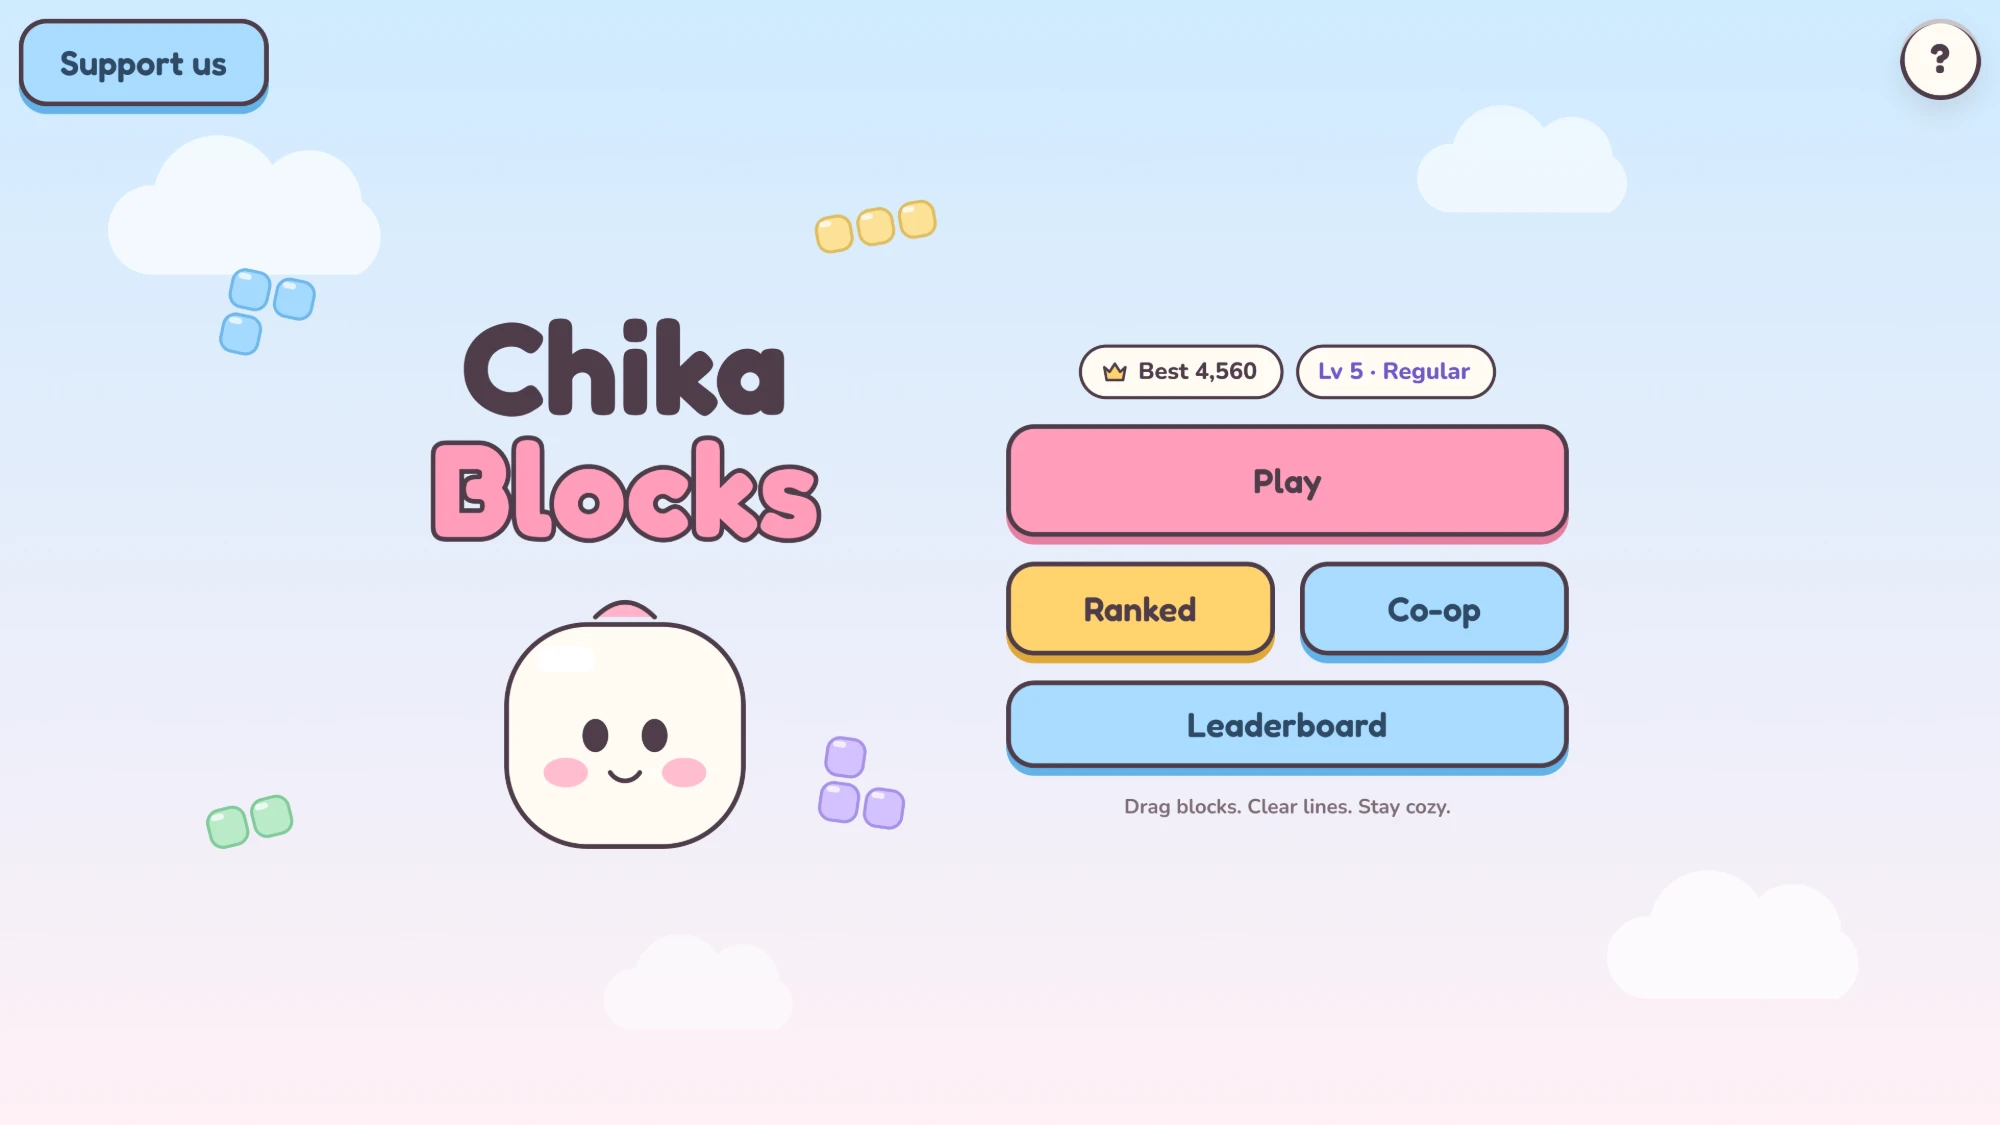 Support us
?
Chika
Blocks
Best 4,560
Lv 5 · Regular
Play
Ranked
Co-op
Leaderboard
Drag blocks. Clear lines. Stay cozy.